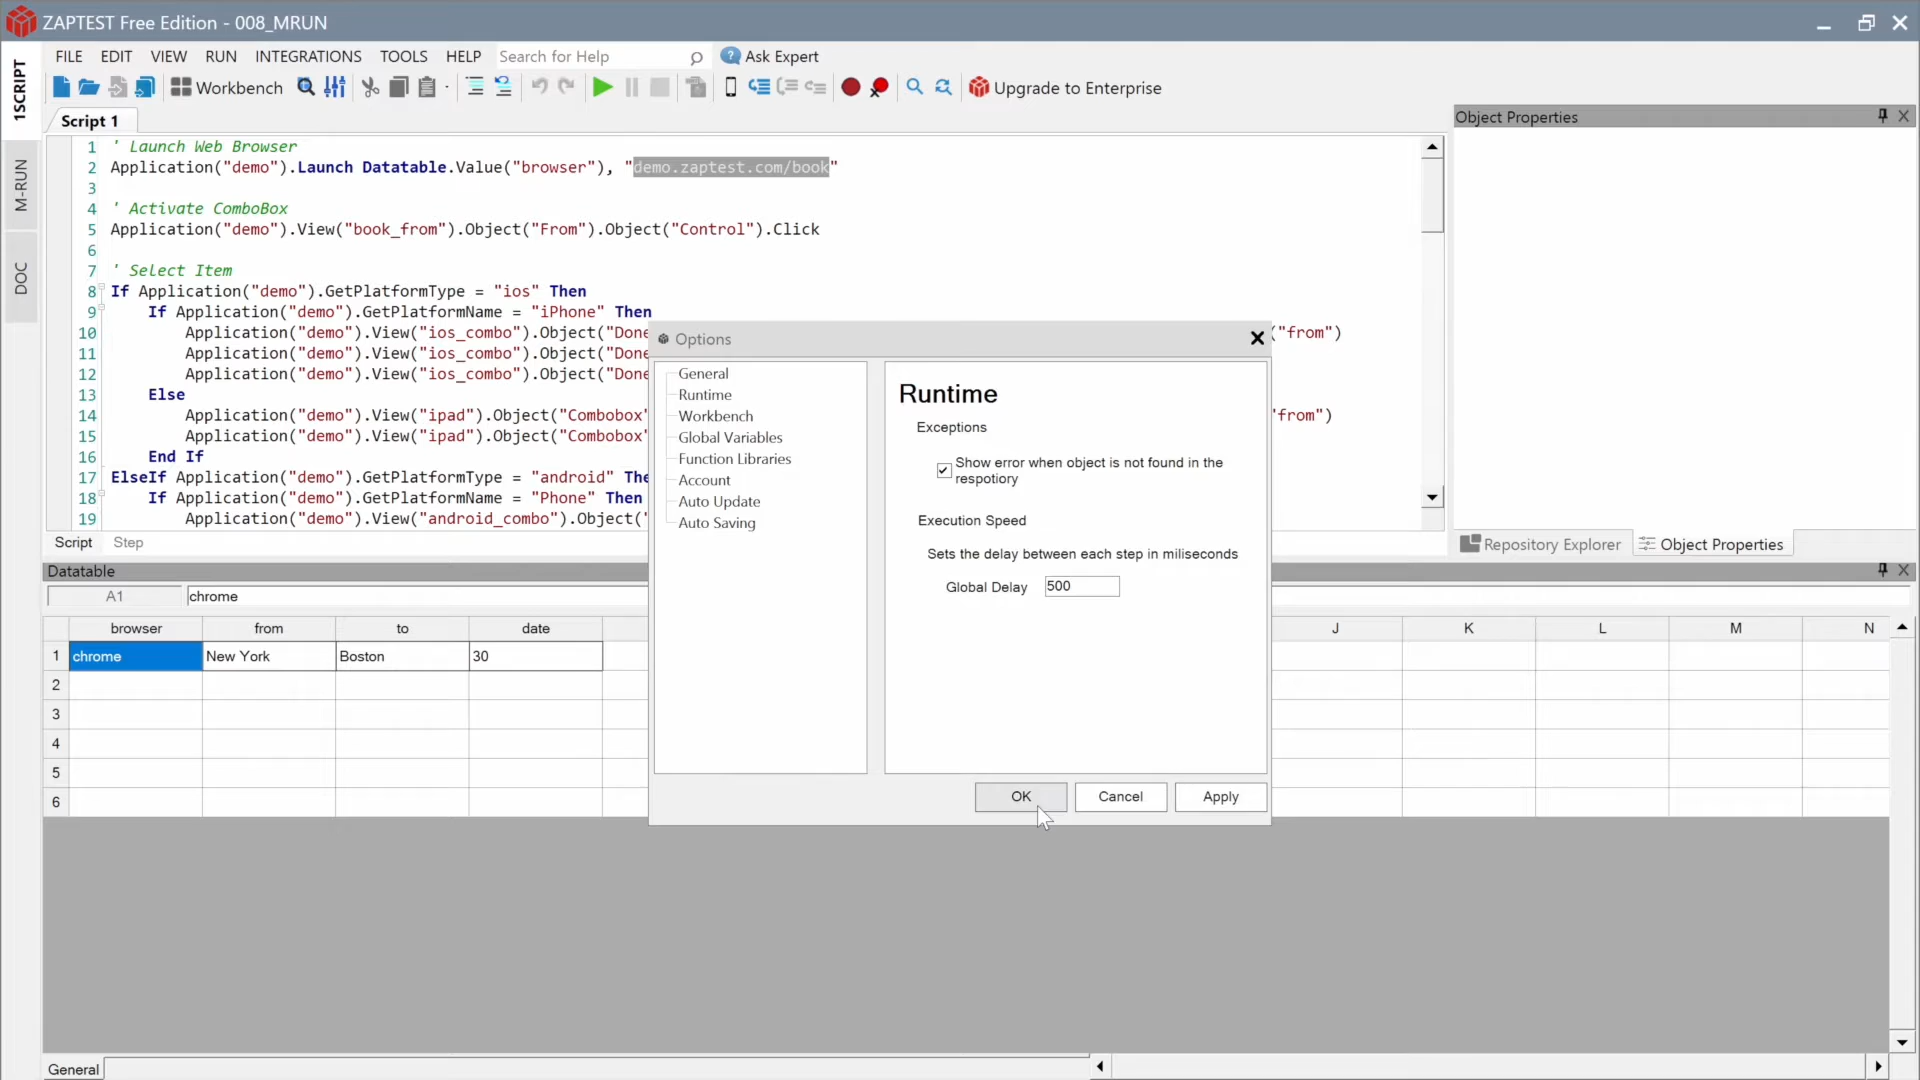 ZAPTEST Free Edition - 008_MRUN
FILE EDIT VIEW RUN INTEGRATIONS TOOLS HELP Search for Help Ask Expert
Workbench Upgrade to Enterprise
1SCRIPT
M-RUN
DOC
Script 1
1 ' Launch Web Browser
2 Application("demo").Launch Datatable.Value("browser"), "demo.zaptest.com/book"
3
4 ' Activate ComboBox
5 Application("demo").View("book_from").Object("From").Object("Control").Click
6
7 ' Select Item
8 If Application("demo").GetPlatformType = "ios" Then
9 If Application("demo").GetPlatformName = "iPhone" Then
10 Application("demo").View("ios_combo").Object("Done ("from")
11 Application("demo").View("ios_combo").Object("Done
12 Application("demo").View("ios_combo").Object("Done
13 Else
14 Application("demo").View("ipad").Object("Combobox" "from")
15 Application("demo").View("ipad").Object("Combobox"
16 End If
17 ElseIf Application("demo").GetPlatformType = "android" The
18 If Application("demo").GetPlatformName = "Phone" Then
19 Application("demo").View("android_combo").Object("
Script Step
Object Properties
Repository Explorer Object Properties
Options
General
Runtime
Workbench
Global Variables
Function Libraries
Account
Auto Update
Auto Saving
Runtime
Exceptions
Show error when object is not found in the
respotiory
Execution Speed
Sets the delay between each step in miliseconds
Global Delay 500
OK Cancel Apply
Datatable
A1 chrome
browser from to date J K L M N
1 chrome New York Boston 30
2
3
4
5
6
General